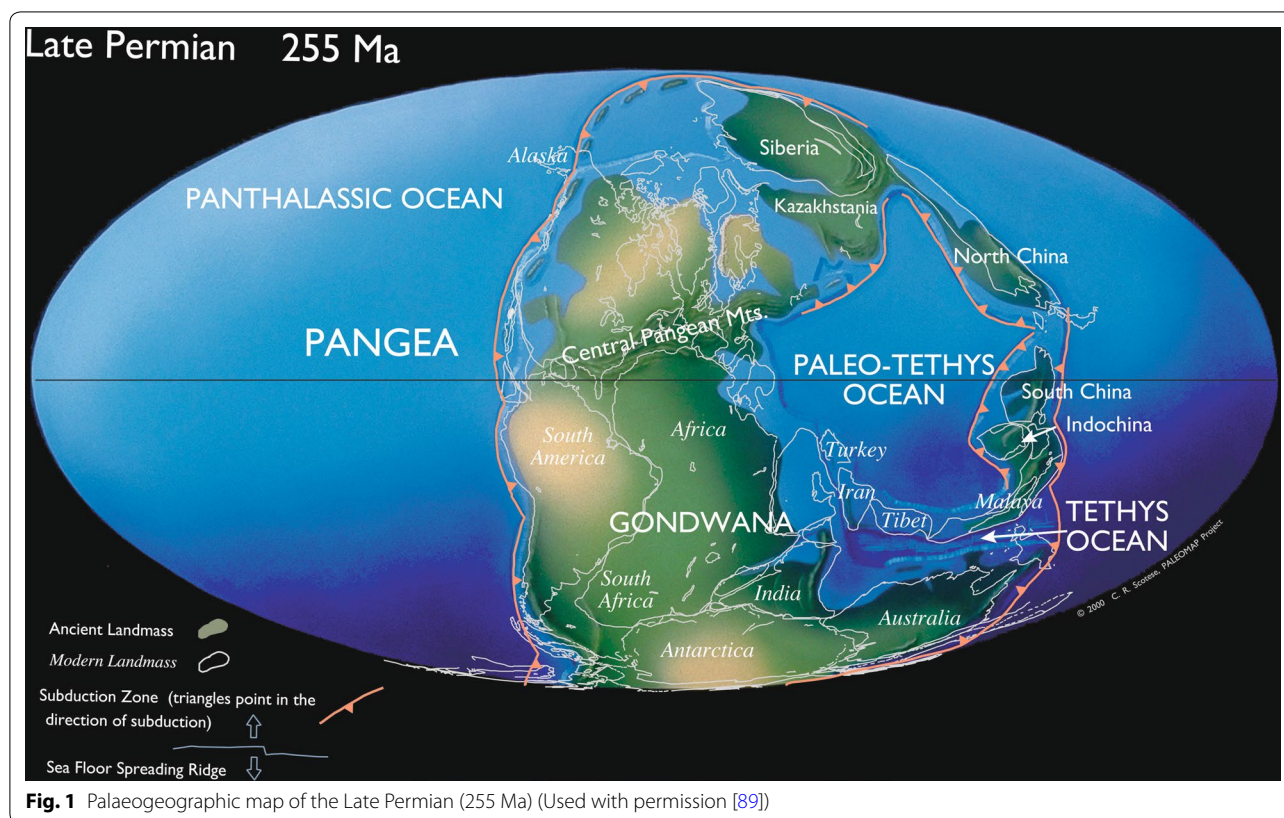 Late Permian 255 Ma
Alaska
Siberia
PANTHALASSIC OCEAN
Kazakhstania
North China
Central Pangean Mts.
PANGEA
PALEO-TETHYS
OCEAN
South China
Indochina
South
America
Africa
Turkey
Iran
Tibet
Malaya
GONDWANA
TETHYS
OCEAN
South
Africa
India
Australia
Antarctica
© 2000 C. R. Scotese, PALEOMAP Project
Ancient Landmass
Modern Landmass
Subduction Zone (triangles point in the
direction of subduction)
Sea Floor Spreading Ridge
Fig. 1 Palaeogeographic map of the Late Permian (255 Ma) (Used with permission [89])